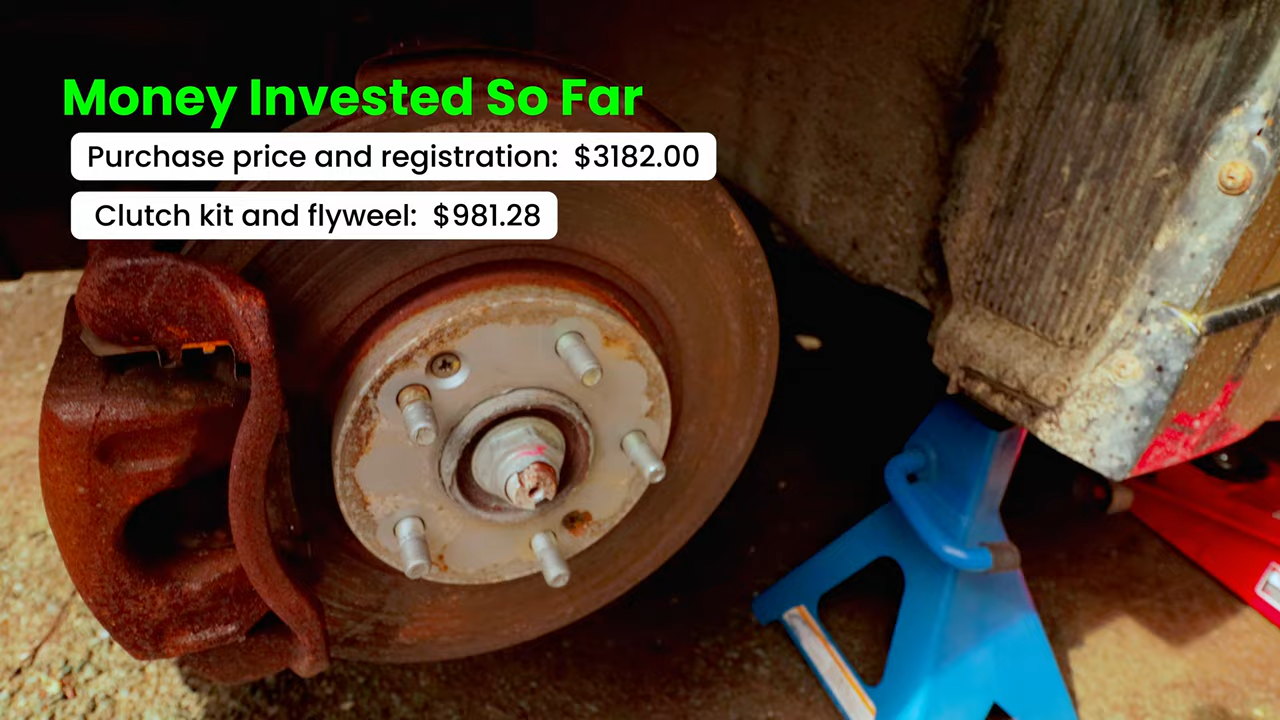 Money Invested So Far
Purchase price and registration: $3182.00
Clutch kit and flyweel: $981.28